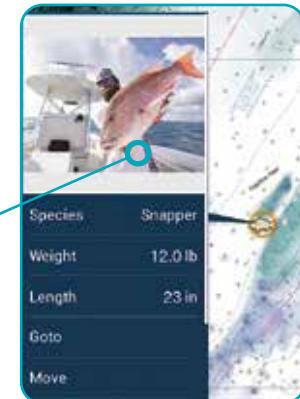 Species Snapper
Weight 12.0 lb
Length 23 in
Goto
Move